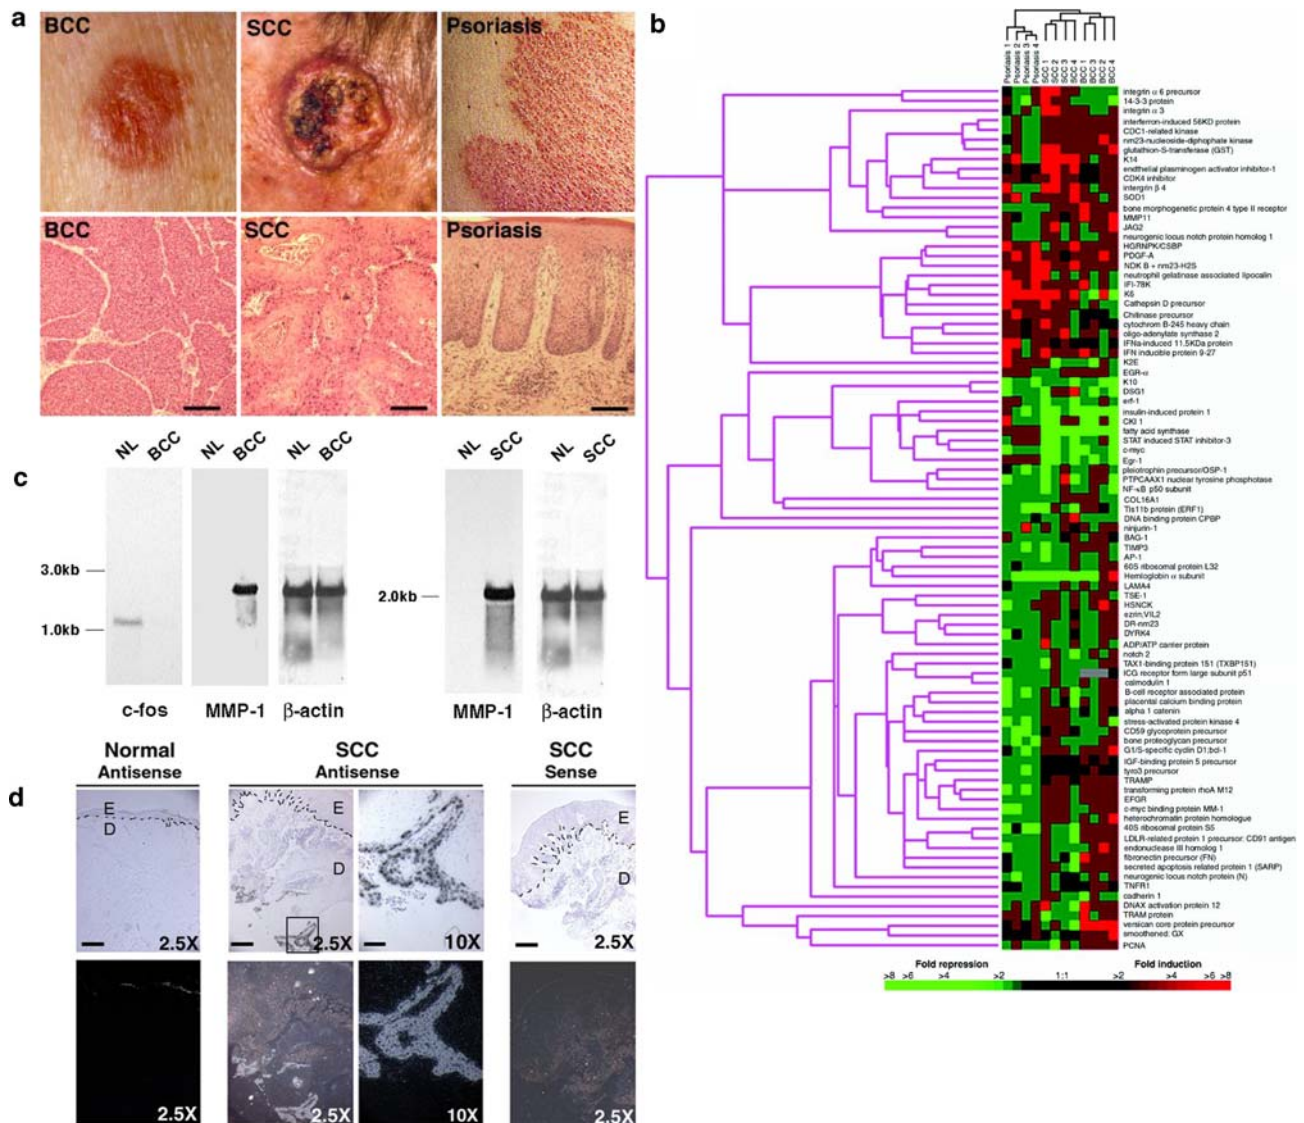 a
BCC
SCC
Psoriasis
BCC
SCC
Psoriasis
b
Psoriasis 1
Psoriasis 2
Psoriasis 3
Psoriasis 4
SCC 1
SCC 2
SCC 3
SCC 4
BCC 1
BCC 3
BCC 2
BCC 4
integrin α 6 precursor
14-3-3 protein
integrin α 3
interferron-induced 56KD protein
CDC1-related kinase
nm23-nucleoside-diphophate kinase
glutathion-S-transferase (GST)
K14
endthelial plasminogen activator inhibitor-1
CDK4 inhibitor
intergrin β 4
SOD1
bone morphogenetic protein 4 type II receptor
MMP11
JAG2
neurogenic locus notch protein homolog 1
HGRNPK/CSBP
PDGF-A
NDK B + nm23-H2S
neutrophil gelatinase associated lipocalin
IFI-78K
K6
Cathepsin D precursor
Chitinase precursor
cytochrom B-245 heavy chain
oligo-adenylate synthase 2
IFNa-induced 11,5KDa protein
IFN inducible protein 9-27
K2E
EGR-α
K10
DSG1
erf-1
insulin-induced protein 1
CKI 1
fatty acid synthase
STAT induced STAT inhibitor-3
c-myc
Egr-1
pleiotrophin precursor/OSP-1
PTPCAAX1 nuclear tyrosine phosphotase
NF-κB p50 subunit
COL16A1
Tis11b protein (ERF1)
DNA binding protein CPBP
ninjurin-1
BAG-1
TIMP3
AP-1
60S ribosomal protein L32
Hemloglobin α subunit
LAMA4
TSE-1
HSNCK
ezrin;VIL2
DR-nm23
DYRK4
ADP/ATP carrier protein
notch 2
TAX1-binding protein 151 (TXBP151)
ICG receptor form large subunit p51
calmodulin 1
B-cell receptor associated protein
placental calcium binding protein
alpha 1 catenin
stress-activated protein kinase 4
CD59 glycoprotein precursor
bone proteoglycan precursor
G1/S-specific cyclin D1;bcl-1
IGF-binding protein 5 precursor
tyro3 precursor
TRAMP
transforming protein rhoA M12
EFGR
c-myc binding protein MM-1
heterochromatin protein homologue
40S ribosomal protein S5
LDLR-related protein 1 precursor: CD91 antigen
endonuclease III homolog 1
fibronectin precursor (FN)
secreted apoptosis related protein 1 (SARP)
neurogenic locus notch protein (N)
TNFR1
cadherin 1
DNAX activation protein 12
TRAM protein
versican core protein precursor
smoothened: GX
PCNA
Fold repression
Fold induction
>8 >6 >4 >2 1:1 >2 >4 >6 >8
c
NL BCC NL BCC NL BCC
NL SCC NL SCC
3.0kb
1.0kb
2.0kb
c-fos MMP-1 β-actin
MMP-1 β-actin
d
Normal
Antisense
SCC
Antisense
SCC
Sense
E
D
2.5X
E
D
2.5X
10X
E
D
2.5X
2.5X
2.5X
10X
2.5X